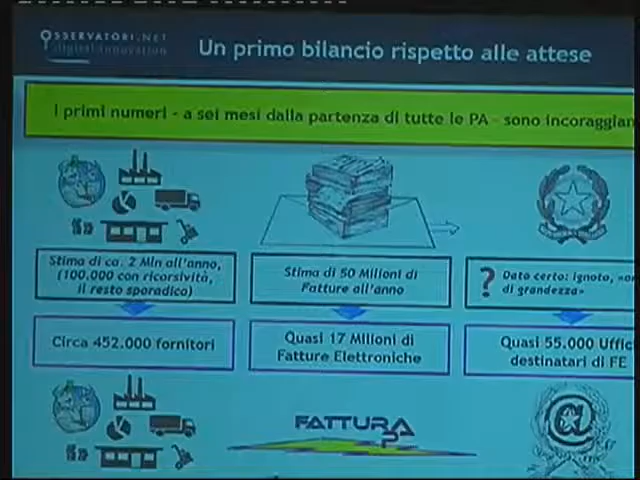 OSSERVATORI.NET
digital innovation
Un primo bilancio rispetto alle attese
I primi numeri - a sei mesi dalla partenza di tutte le PA - sono incoraggian
Stima di ca. 2 Mln all'anno,
(100.000 con ricorsività,
il resto sporadico)
Stima di 50 Milioni di
Fatture all'anno
? Dato certo: ignoto,
di grandezza»
Circa 452.000 fornitori
Quasi 17 Milioni di
Fatture Elettroniche
Quasi 55.000 Uffic
destinatari di FE
FATTURA
PA
@